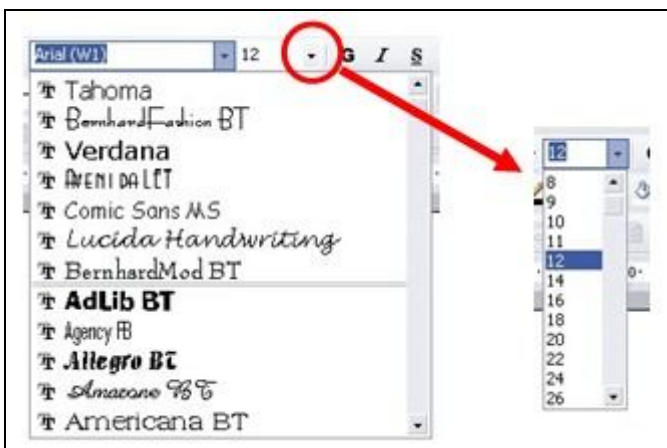 Arial (W1) 12 G I S
Tahoma
BernhardFashion BT
Verdana
AVENIDA LET
Comic Sans MS
Lucida Handwriting
BernhardMod BT
AdLib BT
Agency FB
Allegro BT
Amazone BT
Americana BT
12
8
9
10
11
12
14
16
18
20
22
24
26
0